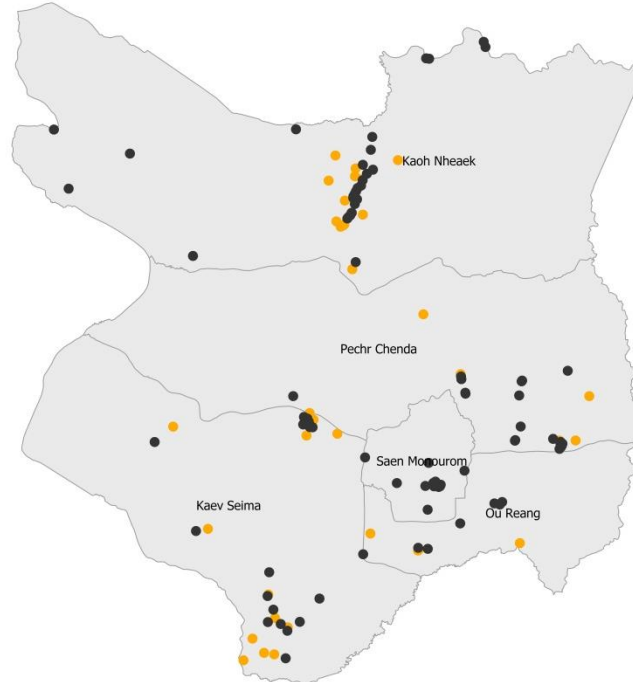 Kaoh Nheaek
Pechr Chenda
Saen Monourom
Kaev Seima
Ou Reang